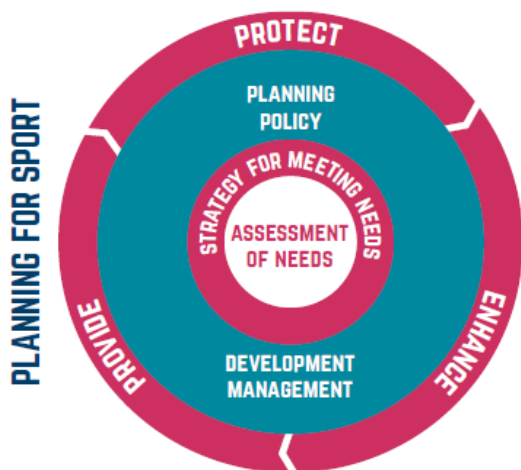 PLANNING FOR SPORT
PROTECT
PLANNING
POLICY
STRATEGY FOR MEETING NEEDS
ASSESSMENT
OF NEEDS
DEVELOPMENT
MANAGEMENT
PROVIDE
ENHANCE